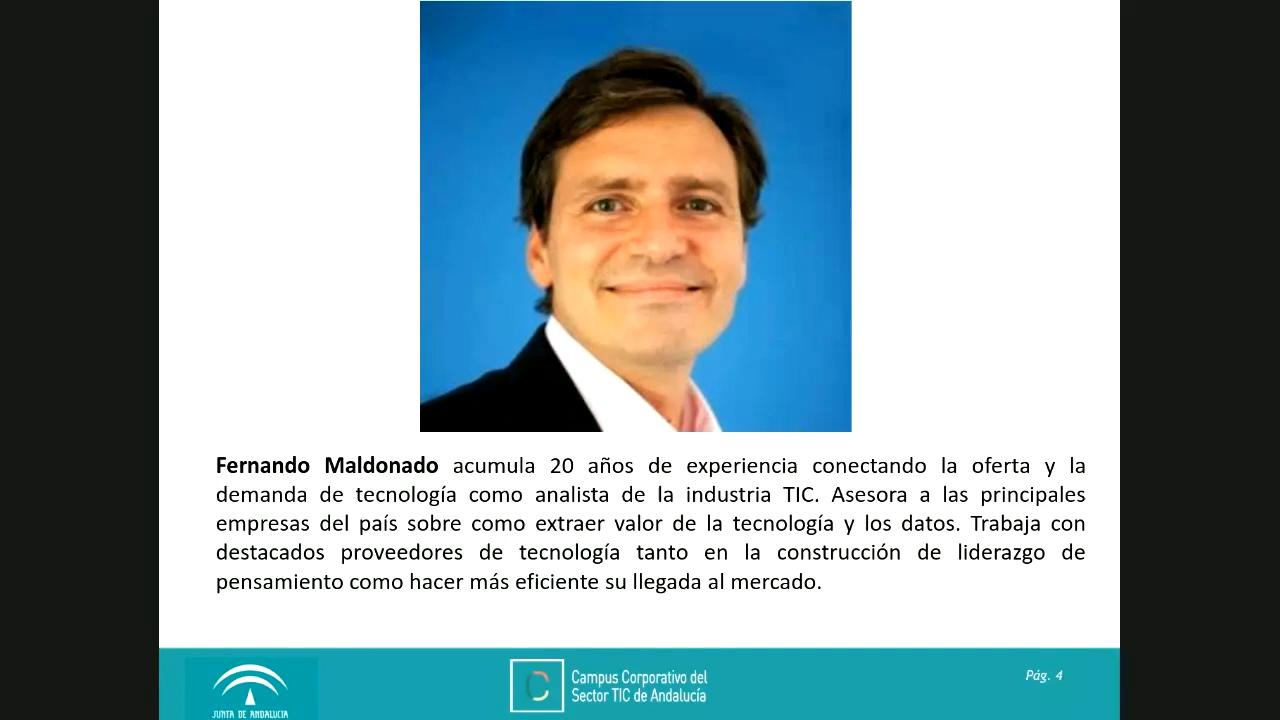 Fernando Maldonado acumula 20 años de experiencia conectando la oferta y la
demanda de tecnología como analista de la industria TIC. Asesora a las principales
empresas del país sobre como extraer valor de la tecnología y los datos. Trabaja con
destacados proveedores de tecnología tanto en la construcción de liderazgo de
pensamiento como hacer más eficiente su llegada al mercado.
JUNTA DE ANDALUCIA
Campus Corporativo del
Sector TIC de Andalucía
Pág. 4